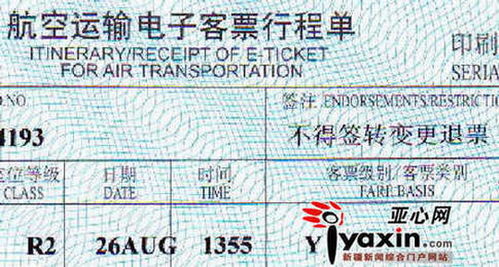 航空运输电子客票行程单
ITINERARY/RECEIPT OF E-TICKET
FOR AIR TRANSPORTATION
印刷
SERIA
NO.
签注 ENDORSEMENTS/RESTRICTI
4193
不得签转变更退票
座位等级
CLASS
日期
DATE
时间
TIME
客票级别/客票类别
FARE BASIS
R2
26AUG
1355
Y
亚心网
iyaxin.com
新疆新闻综合门户网站